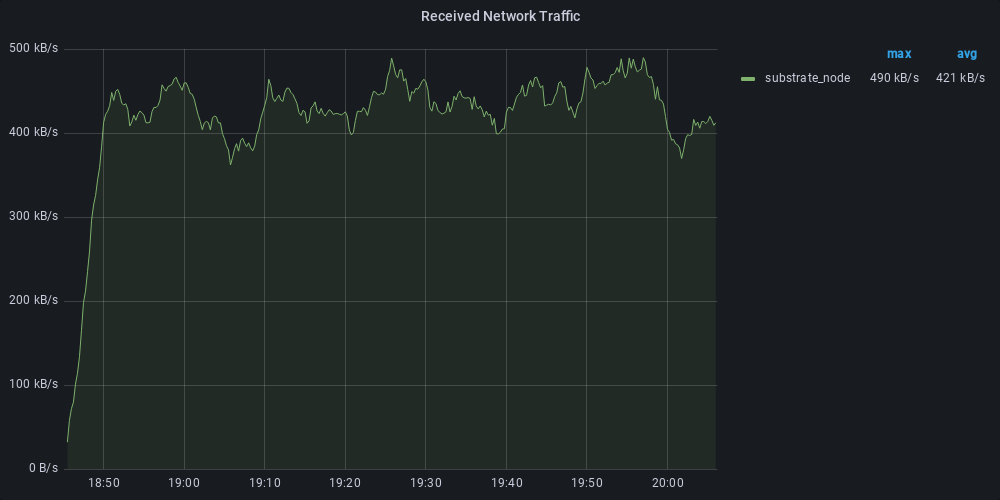 Received Network Traffic
500 kB/s
400 kB/s
300 kB/s
200 kB/s
100 kB/s
0 B/s
18:50 19:00 19:10 19:20 19:30 19:40 19:50 20:00
max avg
substrate_node 490 kB/s 421 kB/s